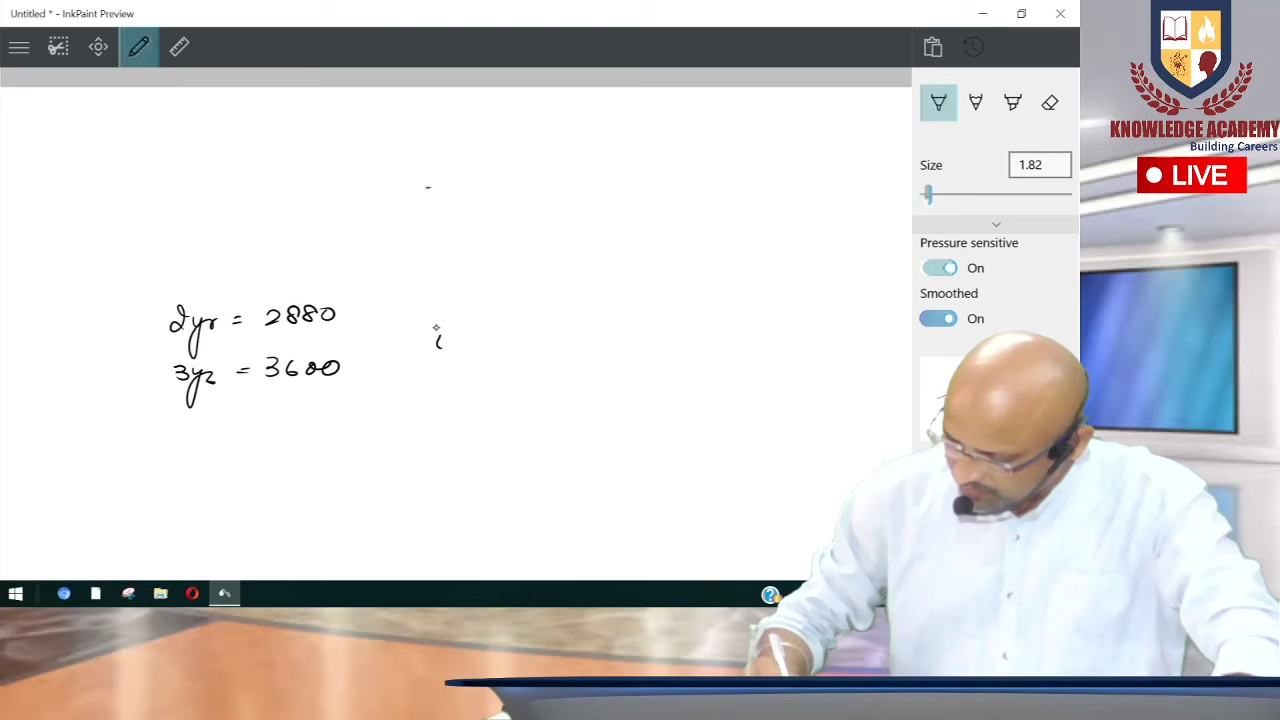 Untitled * - InkPaint Preview
KNOWLEDGE ACADEMY
Building Careers
LIVE
Size
1.82
Pressure sensitive
On
Smoothed
On
2yr = 2880
3yr = 3600